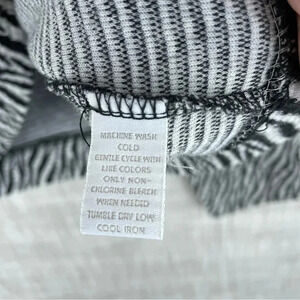 MACHINE WASH
COLD
GENTLE CYCLE WITH
LIKE COLORS
ONLY NON-
CHLORINE BLEACH
WHEN NEEDED
TUMBLE DRY LOW
COOL IRON